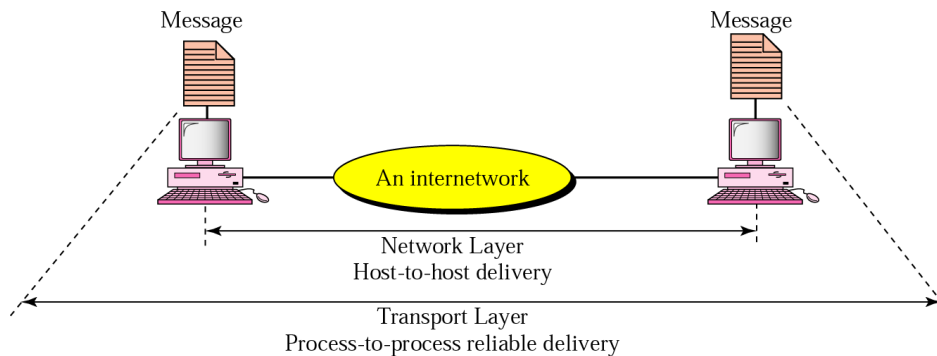 Message
Message
An internetwork
Network Layer
Host-to-host delivery
Transport Layer
Process-to-process reliable delivery